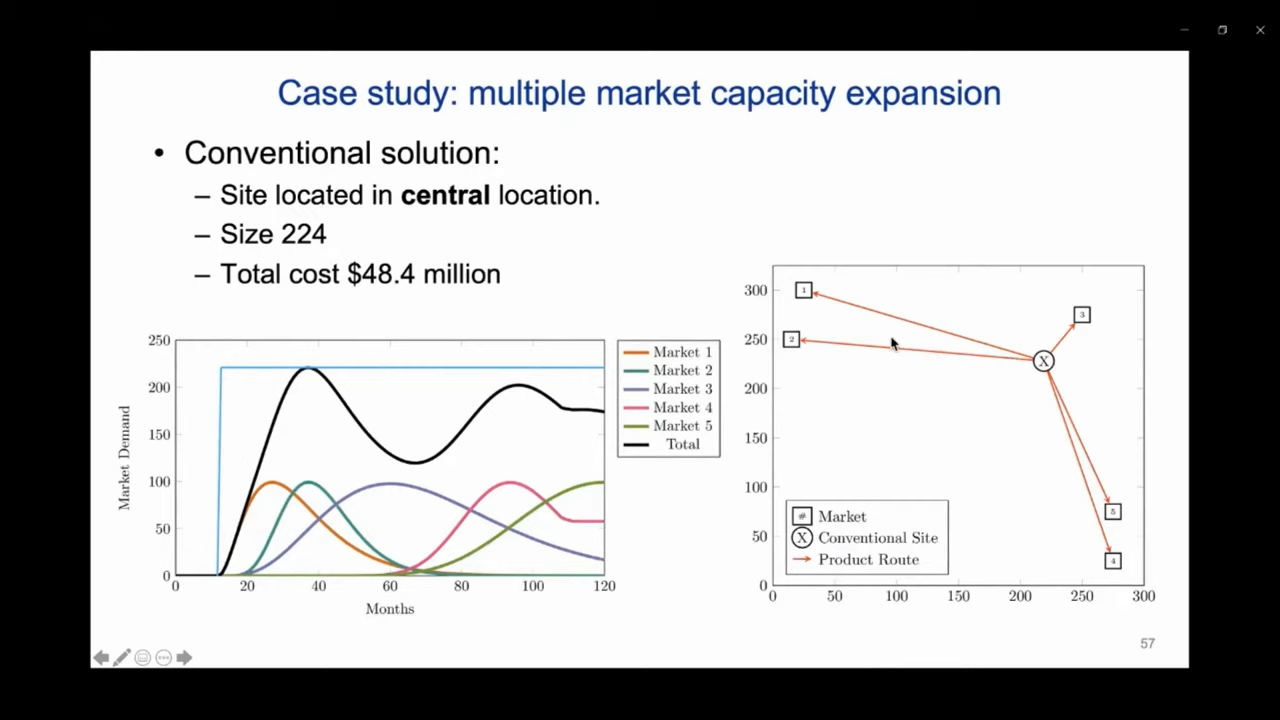 Case study: multiple market capacity expansion
• Conventional solution:
– Site located in central location.
– Size 224
– Total cost $48.4 million
250
200
150
100
50
0
0 20 40 60 80 100 120
Months
Market Demand
Market 1
Market 2
Market 3
Market 4
Market 5
Total
300
250
200
150
100
50
0
0 50 100 150 200 250 300
1
2
3
X
5
4
# Market
X Conventional Site
Product Route
57